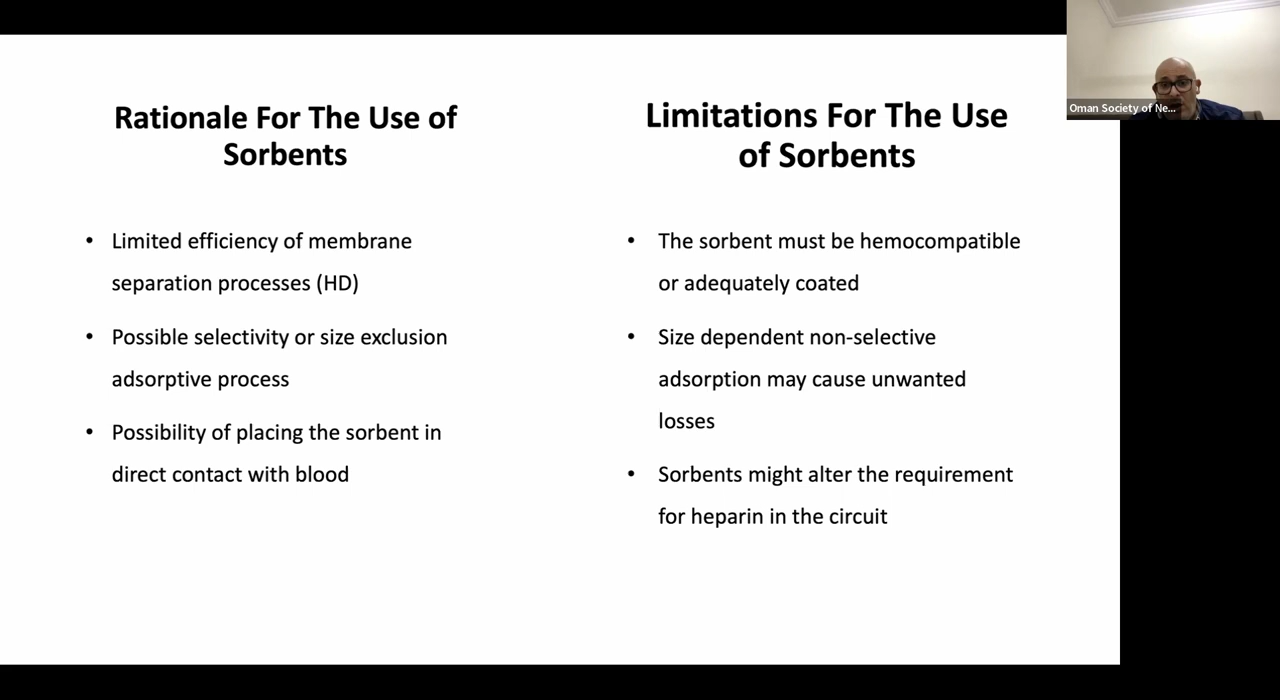 Rationale For The Use of
Sorbents
• Limited efficiency of membrane
separation processes (HD)
• Possible selectivity or size exclusion
adsorptive process
• Possibility of placing the sorbent in
direct contact with blood
Limitations For The Use
of Sorbents
• The sorbent must be hemocompatible
or adequately coated
• Size dependent non-selective
adsorption may cause unwanted
losses
• Sorbents might alter the requirement
for heparin in the circuit
Oman Society of Ne...